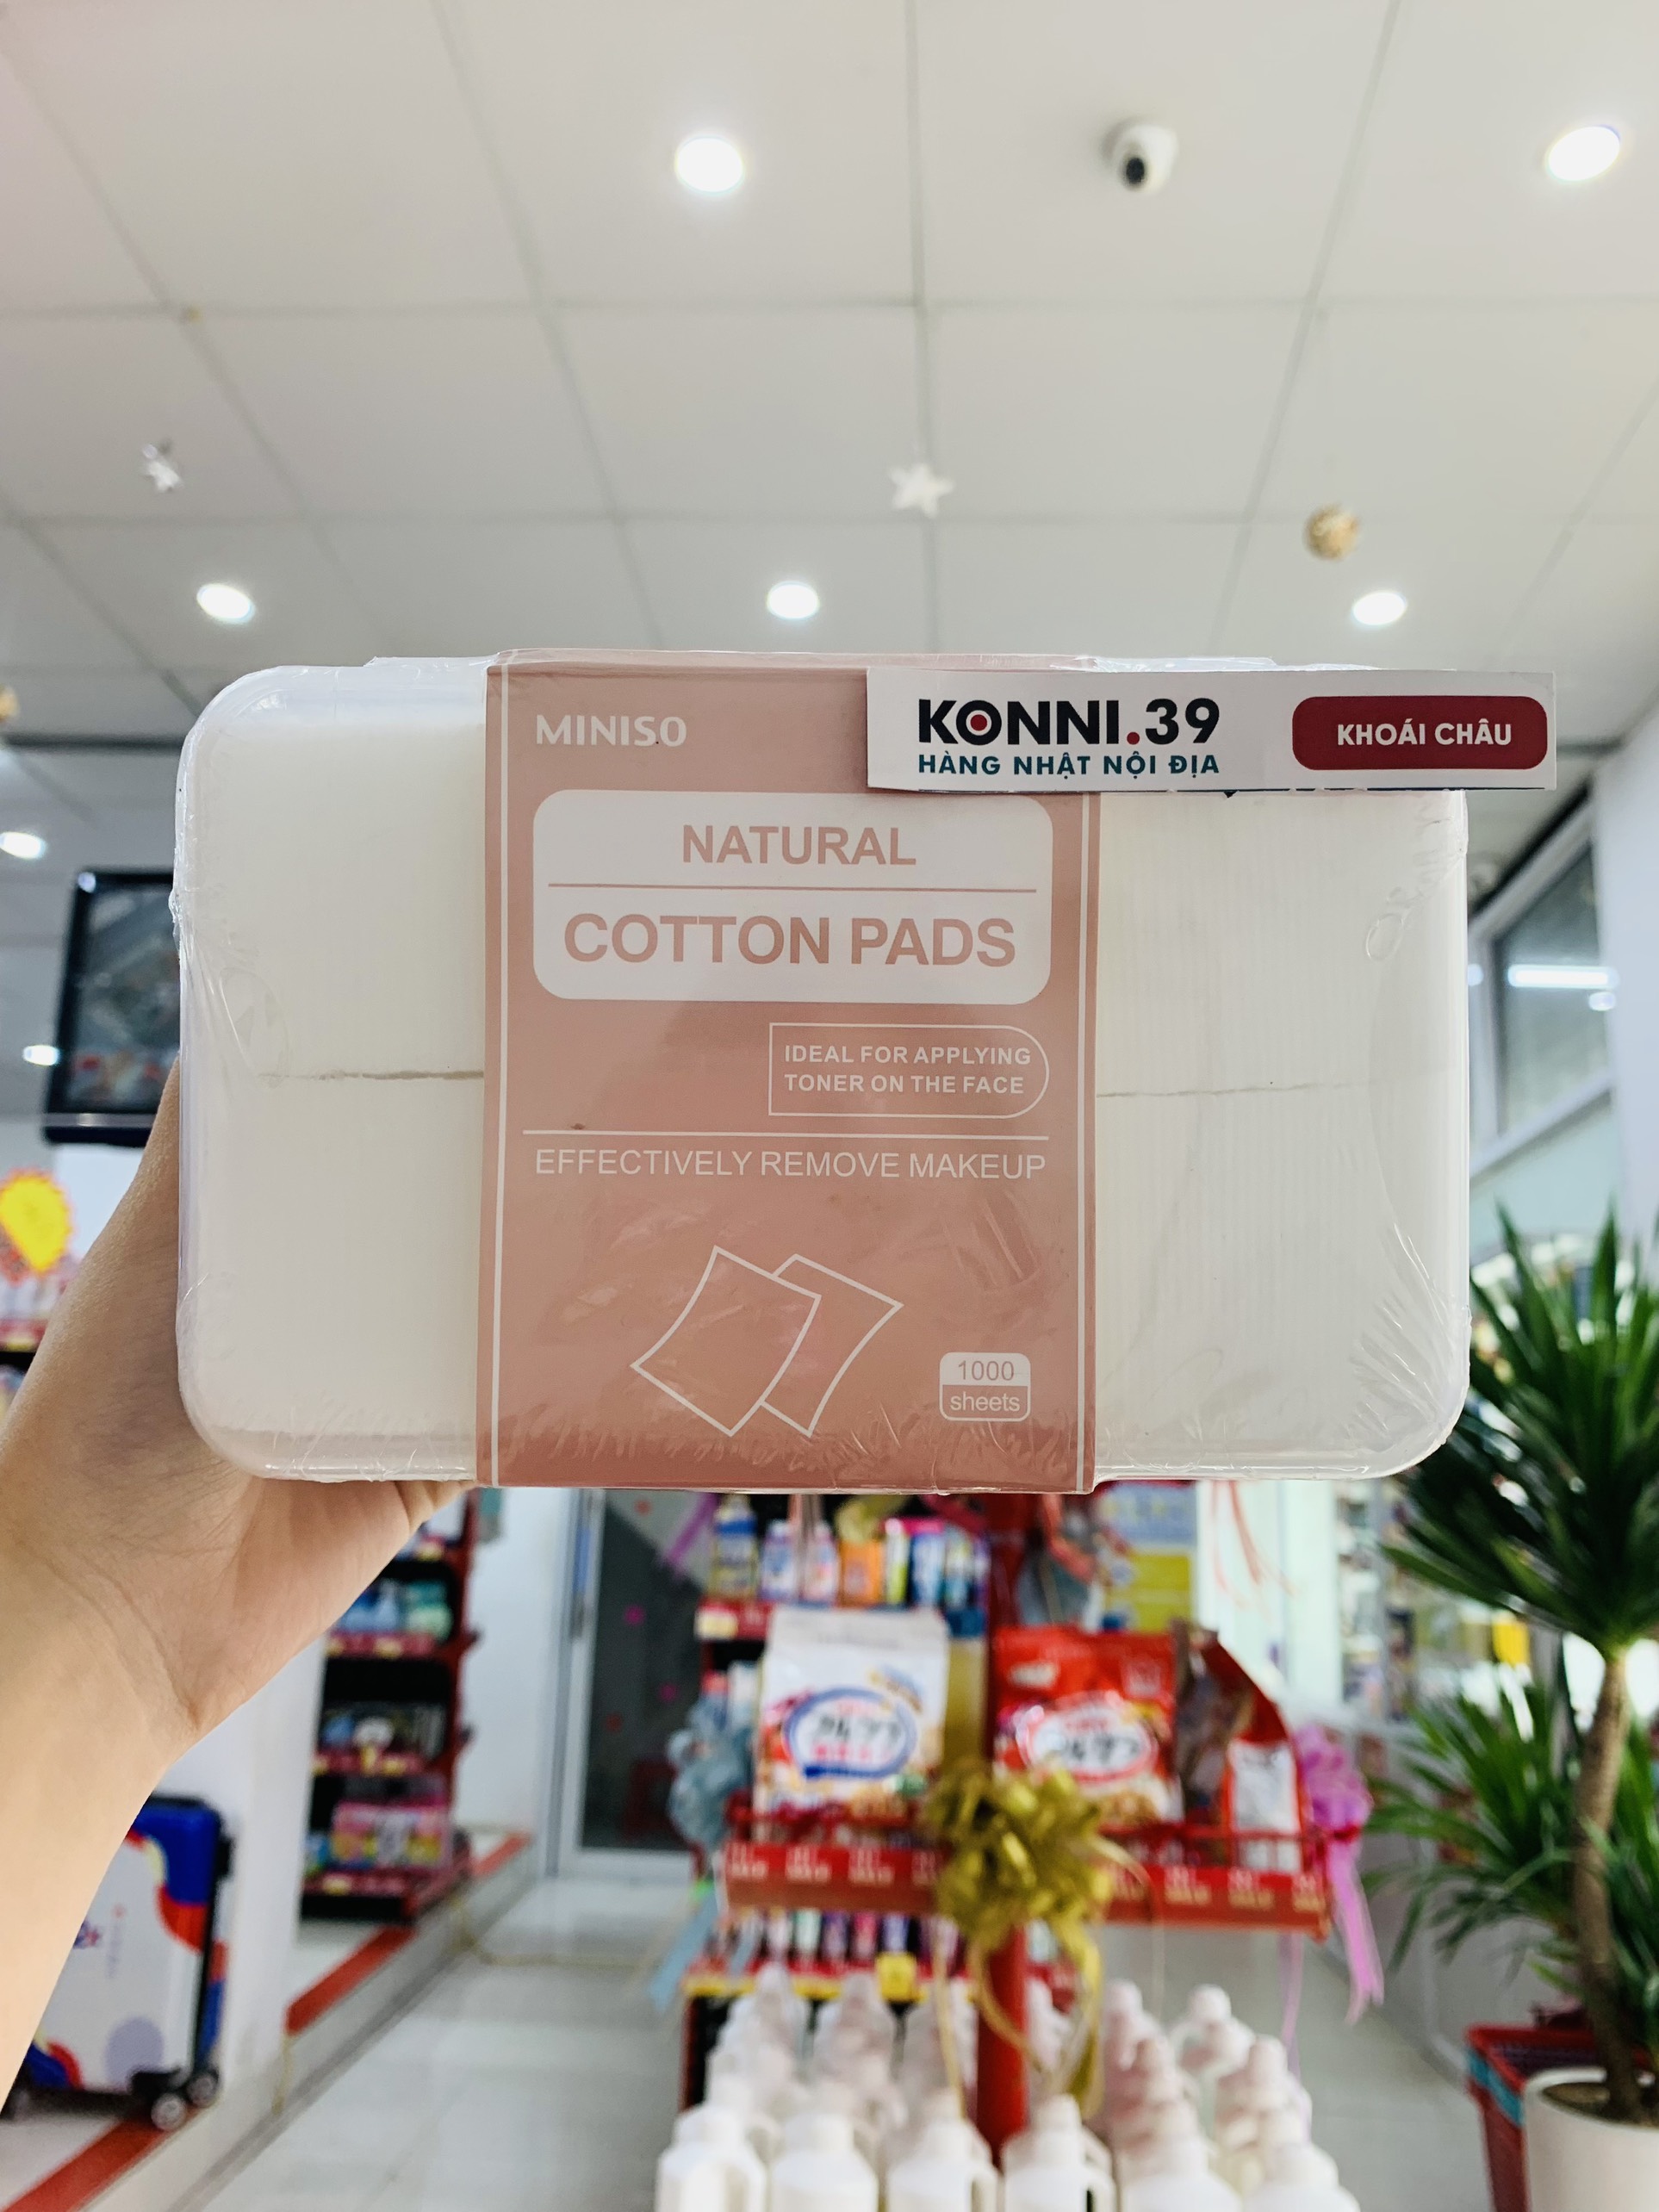 MINISO
KONNI.39
HÀNG NHẬT NỘI ĐỊA
KHOÁI CHÂU
NATURAL
COTTON PADS
IDEAL FOR APPLYING
TONER ON THE FACE
EFFECTIVELY REMOVE MAKEUP
1000
sheets